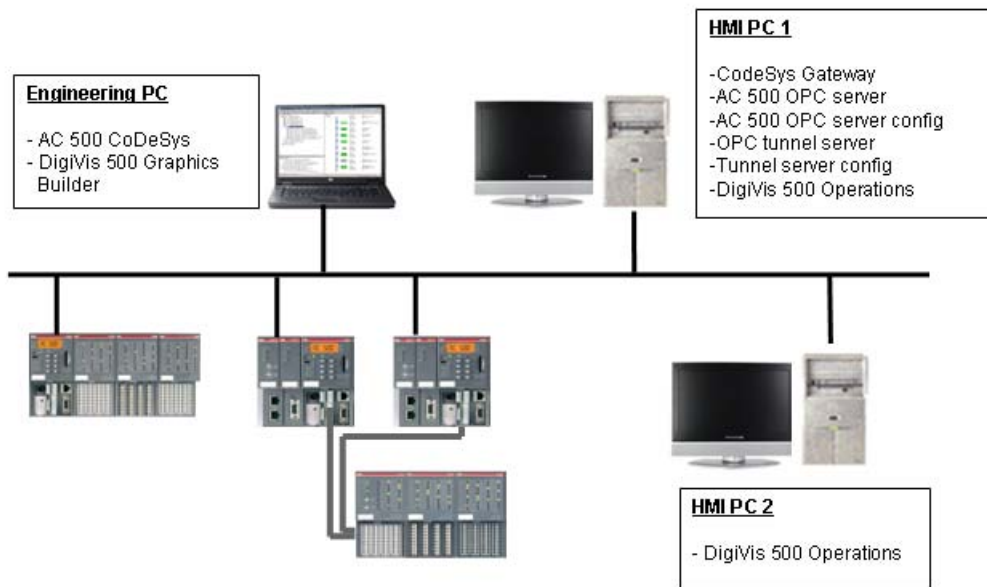 HMI PC 1
-CodeSys Gateway
-AC 500 OPC server
-AC 500 OPC server config
-OPC tunnel server
-Tunnel server config
-DigiVis 500 Operations
Engineering PC
- AC 500 CoDeSys
- DigiVis 500 Graphics
Builder
HMI PC 2
- DigiVis 500 Operations